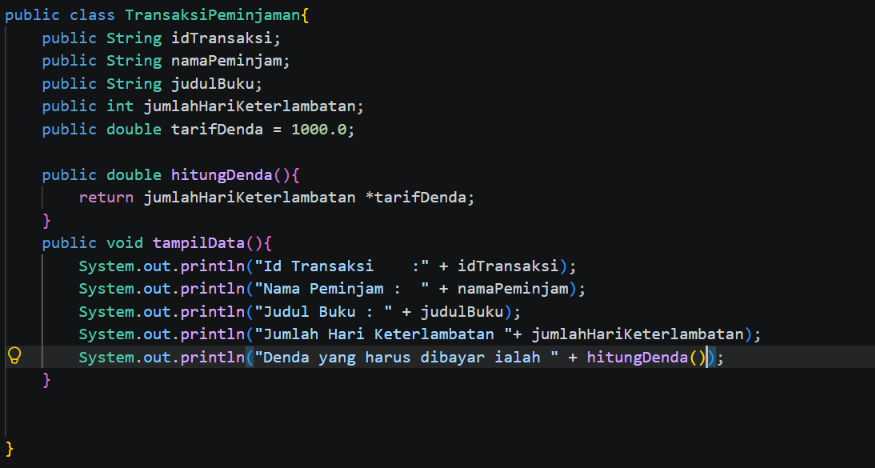 public class TransaksiPeminjaman{
    public String idTransaksi;
    public String namaPeminjam;
    public String judulBuku;
    public int jumlahHariKeterlambatan;
    public double tarifDenda = 1000.0;

    public double hitungDenda(){
        return jumlahHariKeterlambatan *tarifDenda;
    }
    public void tampilData(){
        System.out.println("Id Transaksi    :" + idTransaksi);
        System.out.println("Nama Peminjam :  " + namaPeminjam);
        System.out.println("Judul Buku : " + judulBuku);
        System.out.println("Jumlah Hari Keterlambatan "+ jumlahHariKeterlambatan);
        System.out.println("Denda yang harus dibayar ialah " + hitungDenda());
    }

}